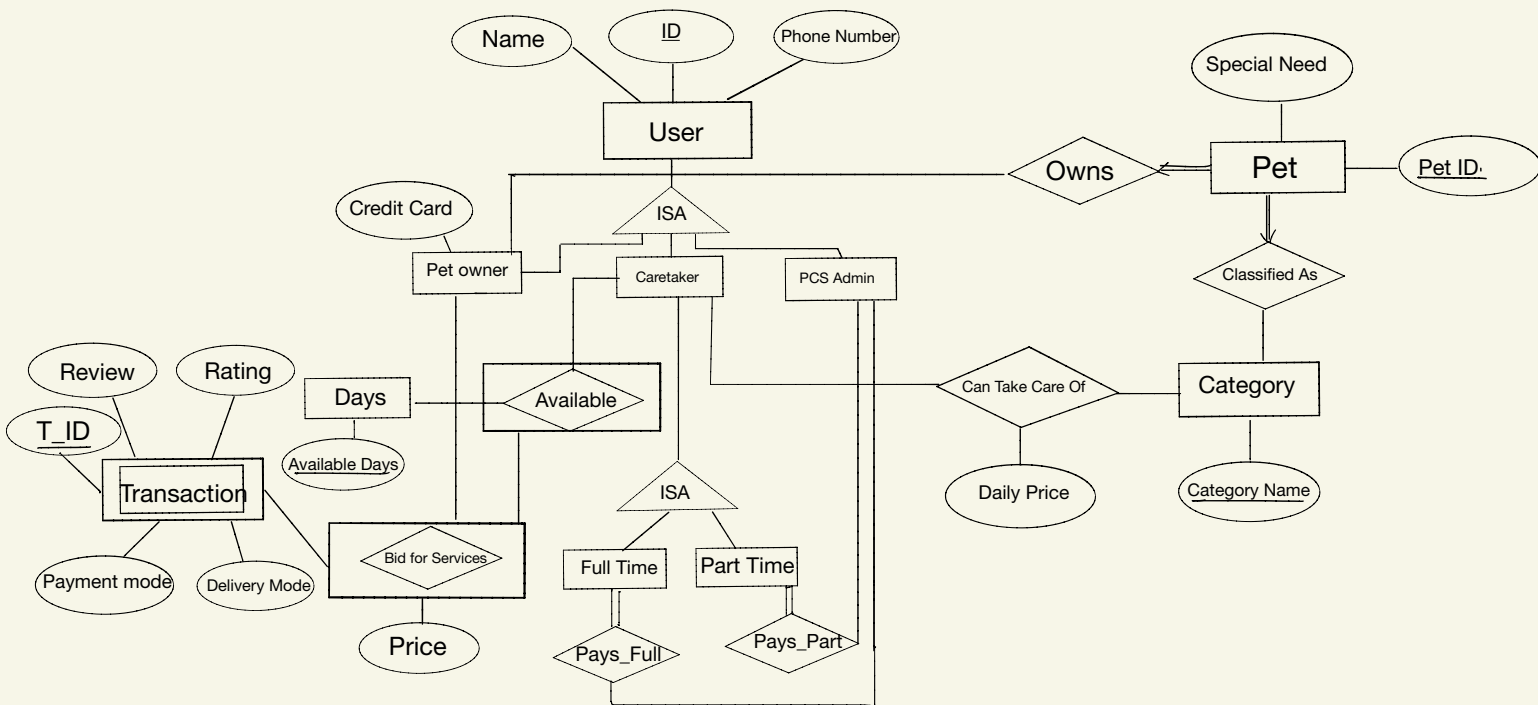 Name
ID
Phone Number
User
Special Need
Owns
Pet
Pet ID.
Credit Card
ISA
Pet owner
Caretaker
PCS Admin
Classified As
Review
Rating
Days
Available
Can Take Care Of
Category
T_ID
Available Days
Transaction
ISA
Daily Price
Category Name
Payment mode
Delivery Mode
Bid for Services
Full Time
Part Time
Price
Pays_Full
Pays_Part